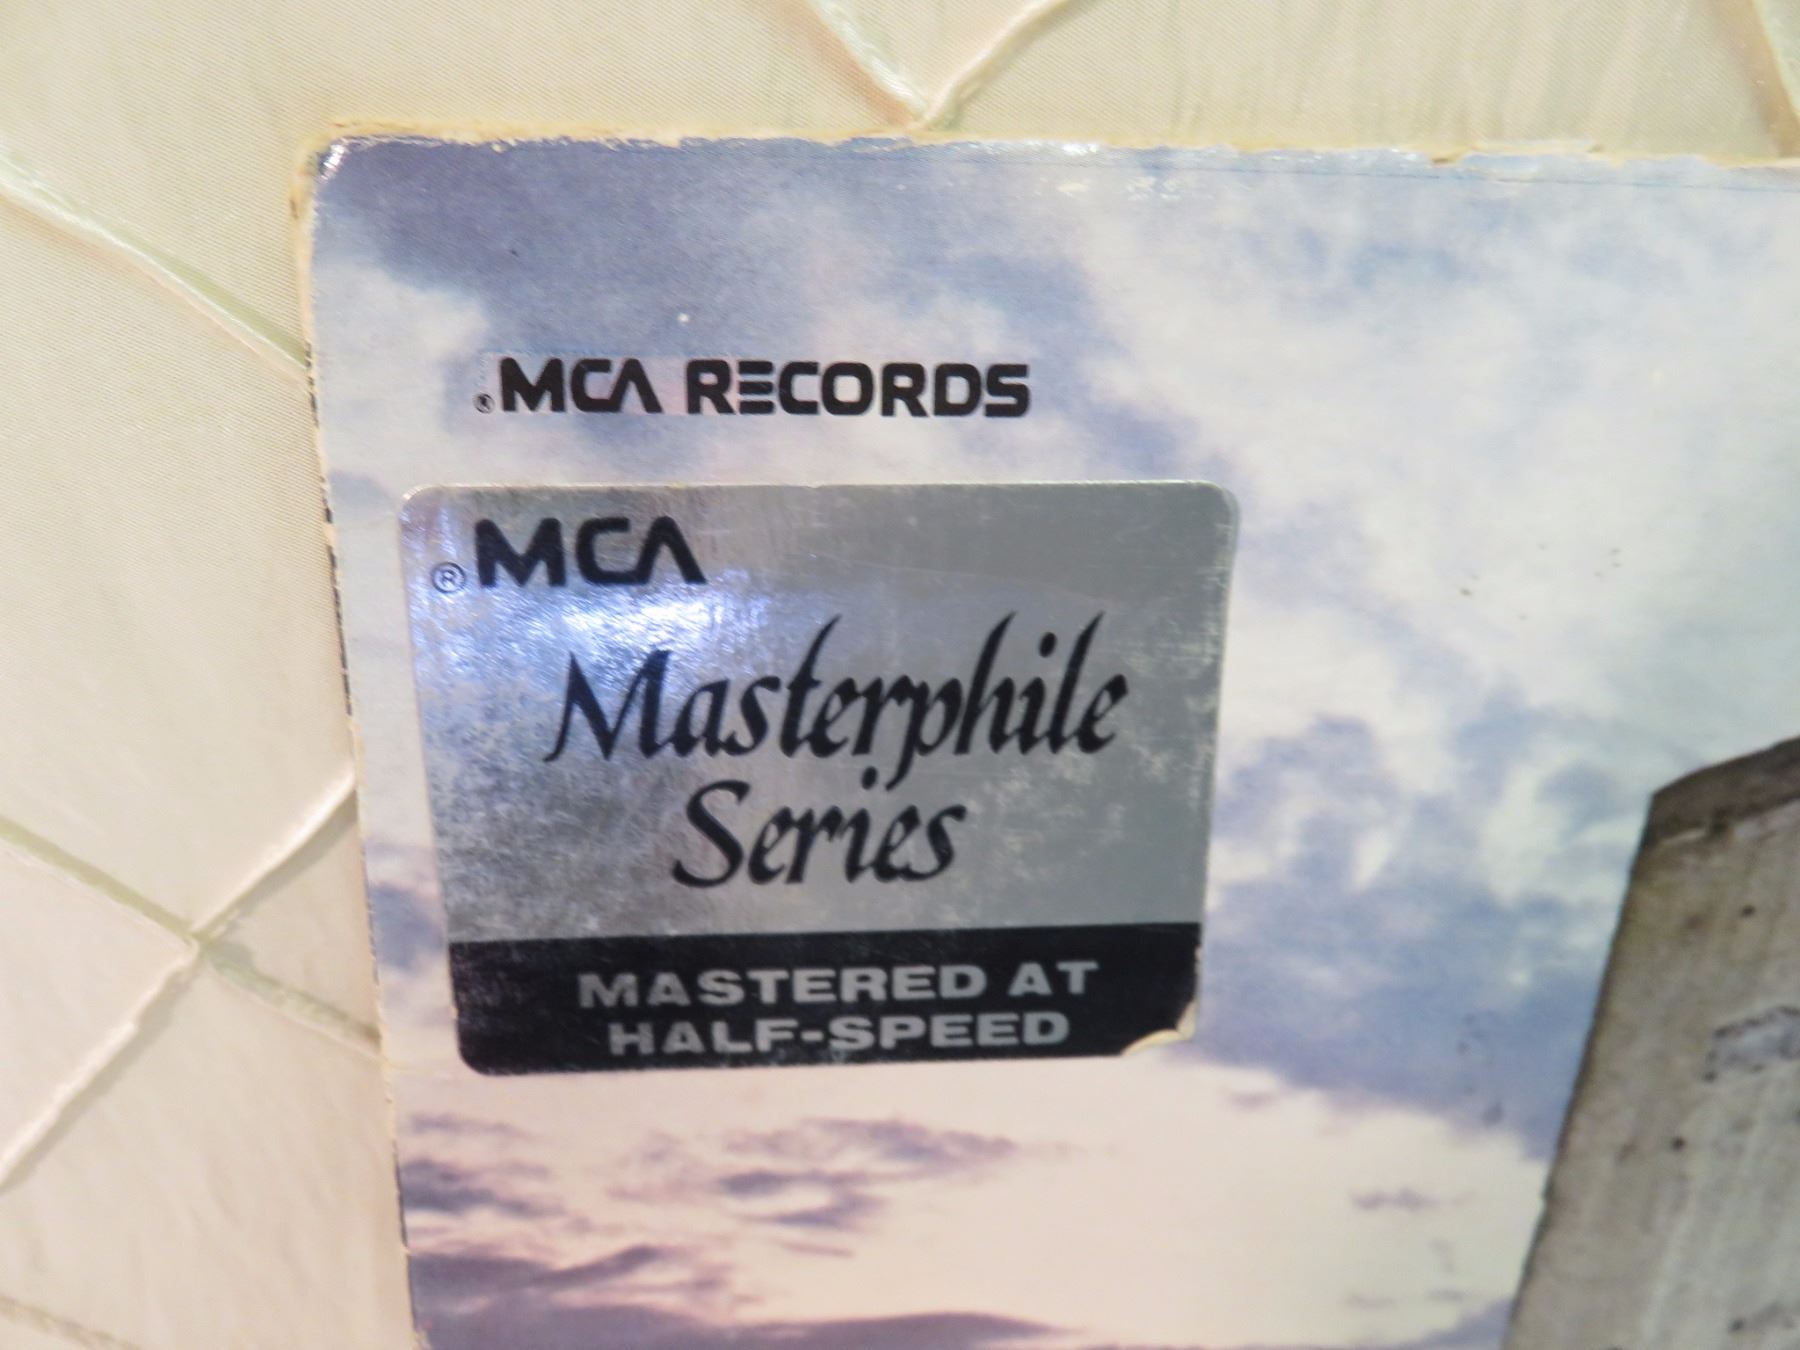 ®MCA RECORDS
®MCA
Masterphile
Series
MASTERED AT
HALF-SPEED